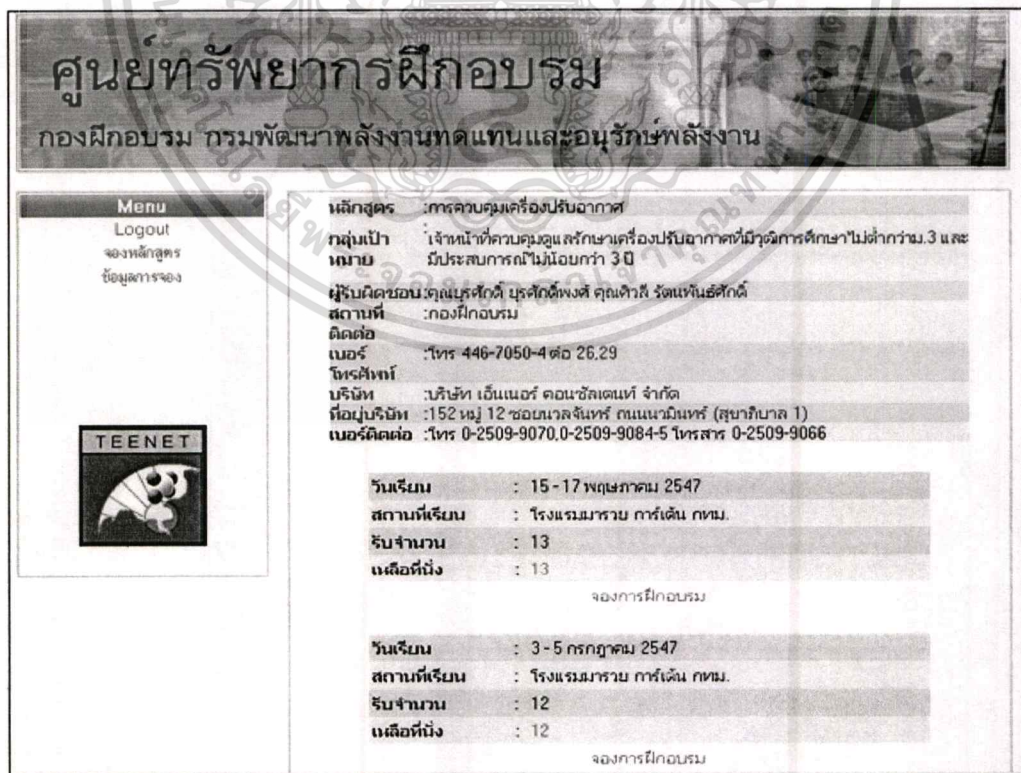 ศูนย์ทรัพยากรฝึกอบรม
กองฝึกอบรม กรมพัฒนาพลังงานทดแทนและอนุรักษ์พลังงาน
Menu
Logout
จองหลักสูตร
ข้อมูลการจอง
TEENET
หลักสูตร :การควบคุมเครื่องปรับอากาศ
กลุ่มเป้าหมาย :เจ้าหน้าที่ควบคุมดูแลรักษาเครื่องปรับอากาศที่มีวุฒิการศึกษาไม่ต่ำกว่าม.3 และ
มีประสบการณ์ไม่น้อยกว่า 3 ปี
ผู้รับผิดชอบ :คุณบุรศักดิ์ บุรศักดิ์พงศ์ คุณศิวลี รัตนพันธ์ศักดิ์
สถานที่ติดต่อ :กองฝึกอบรม
เบอร์โทรศัพท์ :โทร 446-7050-4 ต่อ 26,29
บริษัท :บริษัท เอ็นเนอร์ คอนซัลเตนท์ จำกัด
ที่อยู่บริษัท :152 หมู่ 12 ซอยนวลจันทร์ ถนนนวมินทร์ (สุขาภิบาล 1)
เบอร์ติดต่อ :โทร 0-2509-9070,0-2509-9084-5 โทรสาร 0-2509-9066
วันเรียน : 15 - 17 พฤษภาคม 2547
สถานที่เรียน : โรงแรมมารวย การ์เด้น กทม.
รับจำนวน : 13
เหลือที่นั่ง : 13
จองการฝึกอบรม
วันเรียน : 3 - 5 กรกฎาคม 2547
สถานที่เรียน : โรงแรมมารวย การ์เด้น กทม.
รับจำนวน : 12
เหลือที่นั่ง : 12
จองการฝึกอบรม